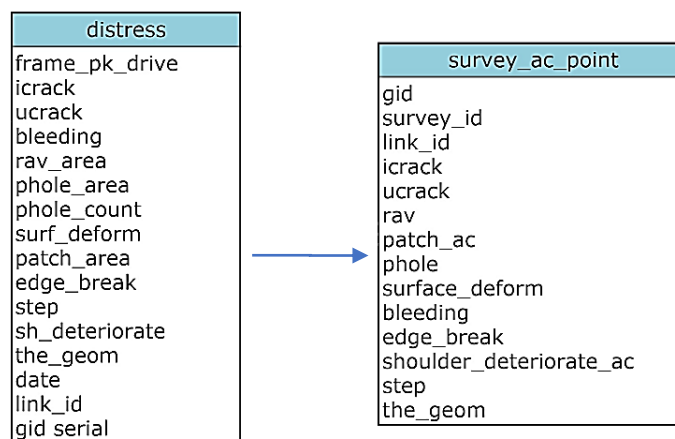 distress
frame_pk_drive
icrack
ucrack
bleeding
rav_area
phole_area
phole_count
surf_deform
patch_area
edge_break
step
sh_deteriorate
the_geom
date
link_id
gid serial
survey_ac_point
gid
survey_id
link_id
icrack
ucrack
rav
patch_ac
phole
surface_deform
bleeding
edge_break
shoulder_deteriorate_ac
step
the_geom